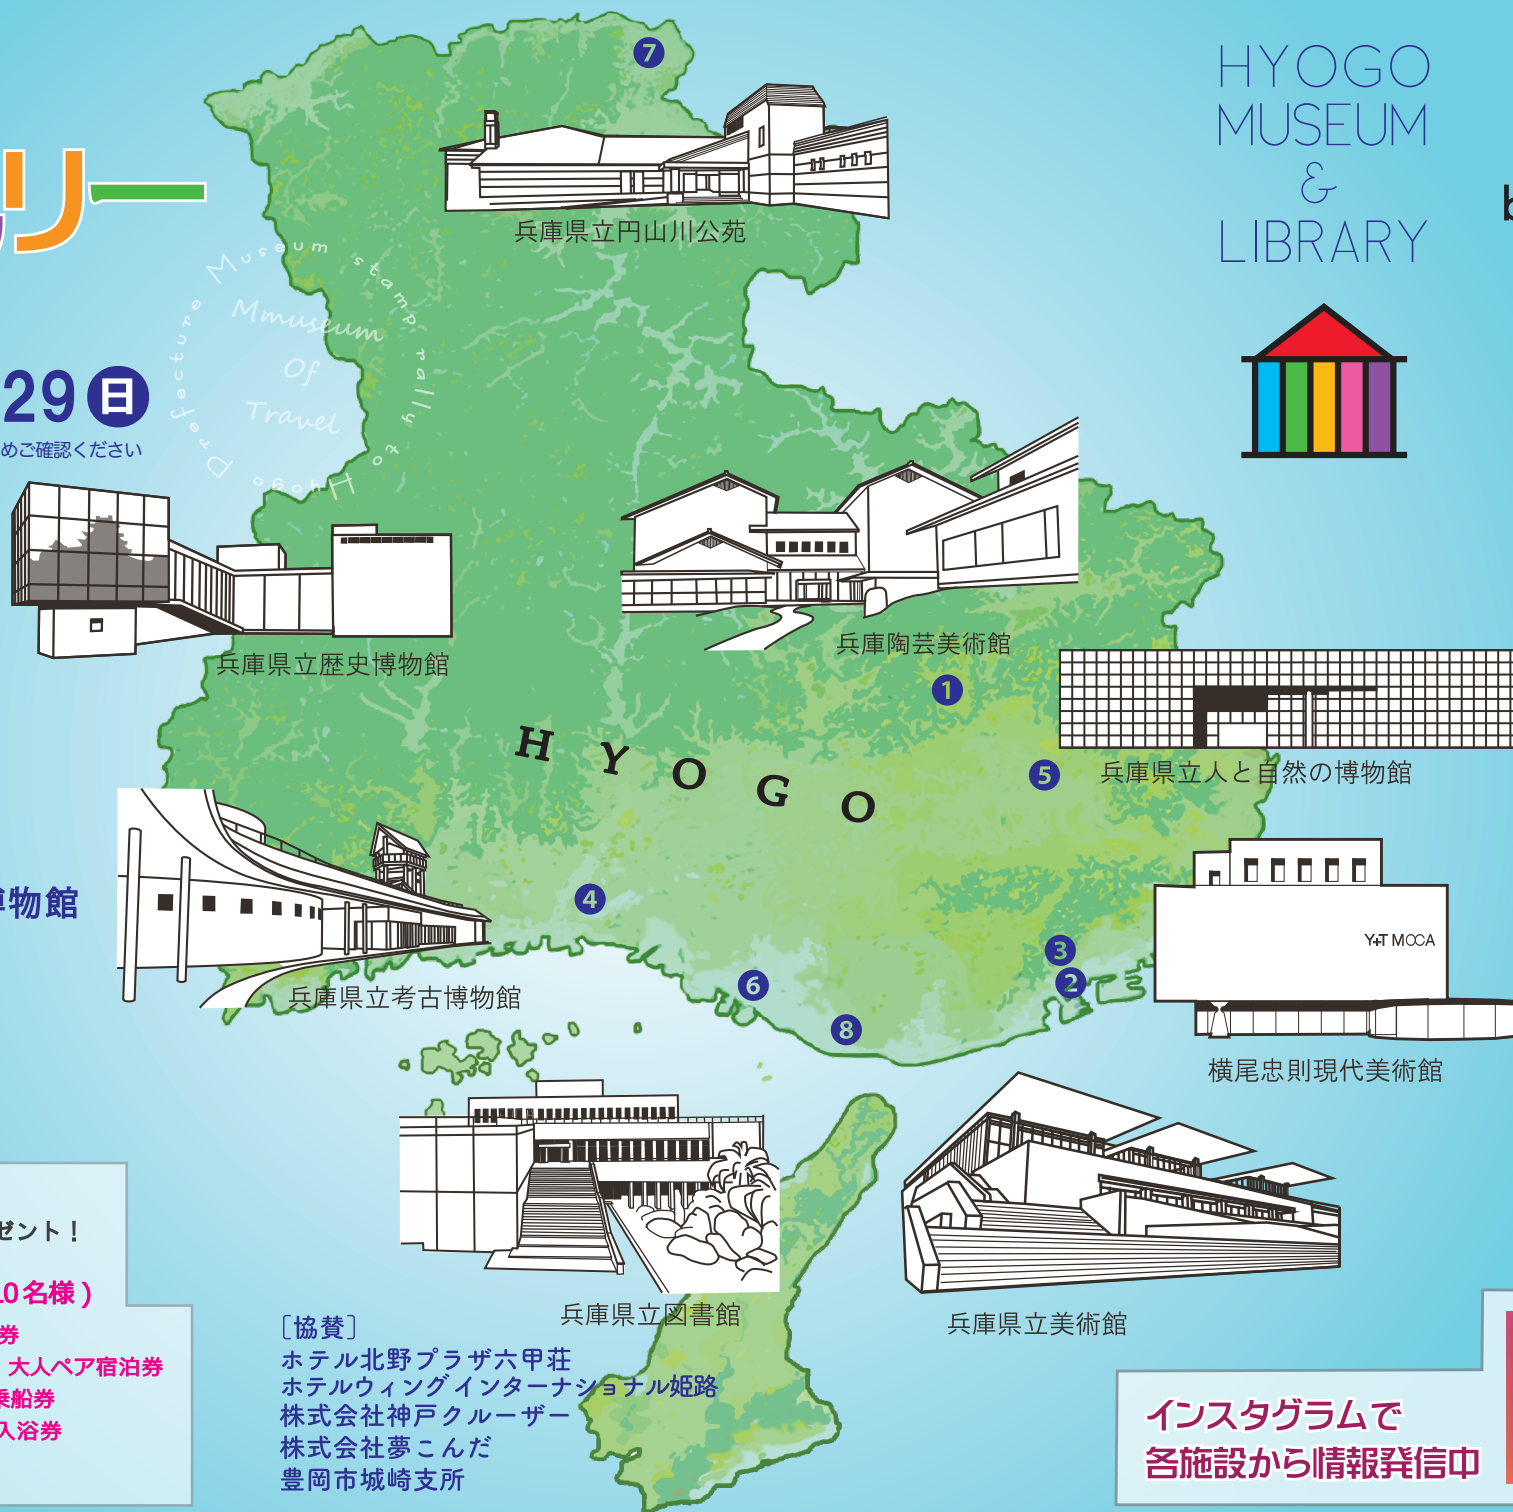 リー
29 日
めご確認ください
Hyogo Prefecture Museum stamp rally to
Mmuseum
Of
Travel
HYOGO
MUSEUM
&
LIBRARY
7
兵庫県立円山川公苑
兵庫県立歴史博物館
兵庫陶芸美術館
1
兵庫県立人と自然の博物館
5
HYOGO
物館
4
兵庫県立考古博物館
3
2
6
8
Y+T MOCA
横尾忠則現代美術館
兵庫県立図書館
兵庫県立美術館
ゼント！
10名様)
券
大人ペア宿泊券
乗船券
入浴券
［協賛］
ホテル北野プラザ六甲荘
ホテルウィングインターナショナル姫路
株式会社神戸クルーザー
株式会社夢こんだ
豊岡市城崎支所
インスタグラムで
各施設から情報発信中